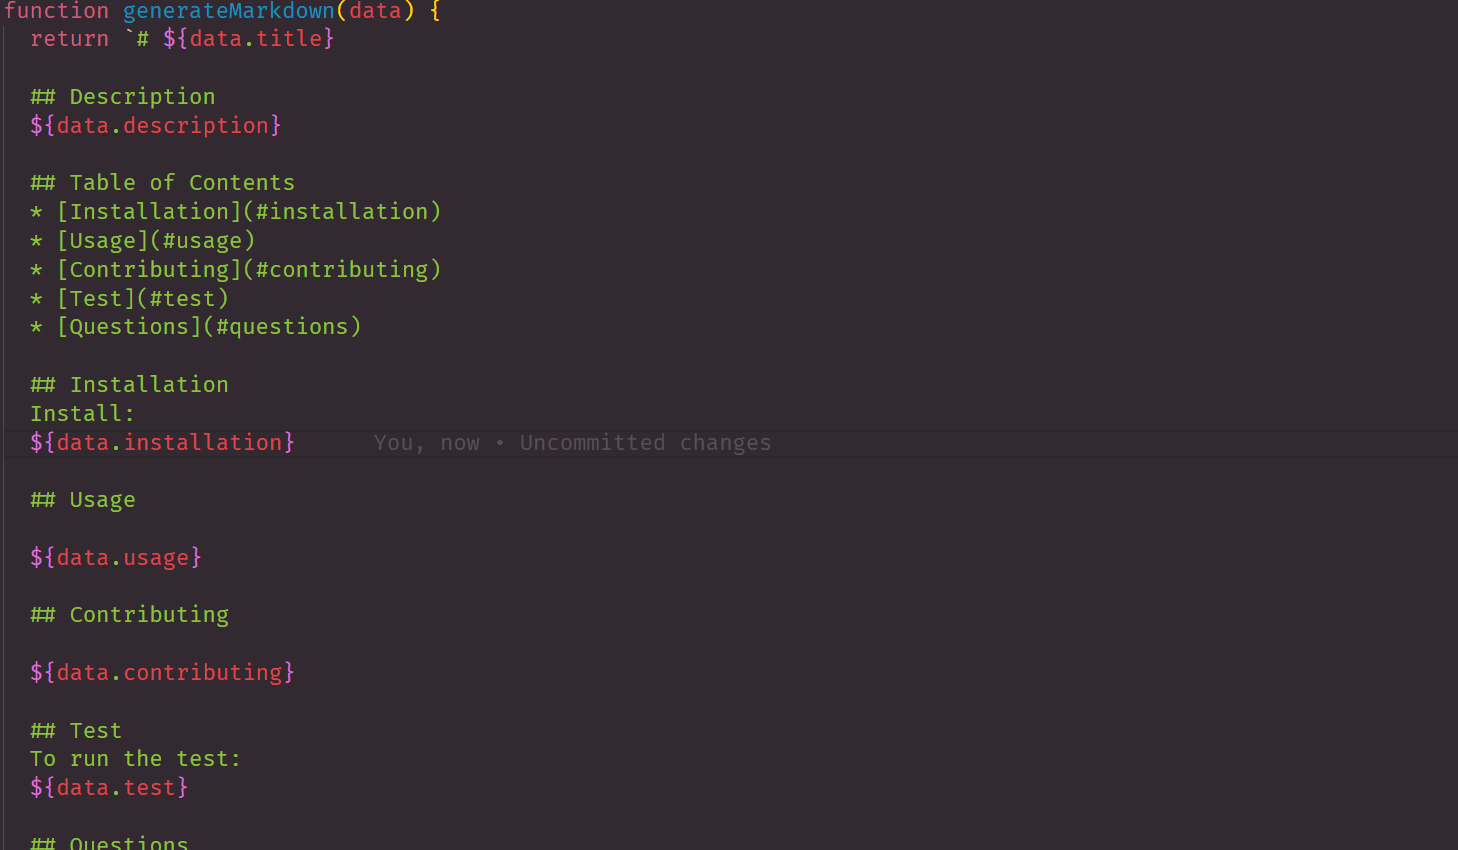 function generateMarkdown(data) {
return `# ${data.title}
## Description
${data.description}
## Table of Contents
* [Installation](#installation)
* [Usage](#usage)
* [Contributing](#contributing)
* [Test](#test)
* [Questions](#questions)
## Installation
Install:
${data.installation} You, now • Uncommitted changes
## Usage
${data.usage}
## Contributing
${data.contributing}
## Test
To run the test:
${data.test}
## Questions